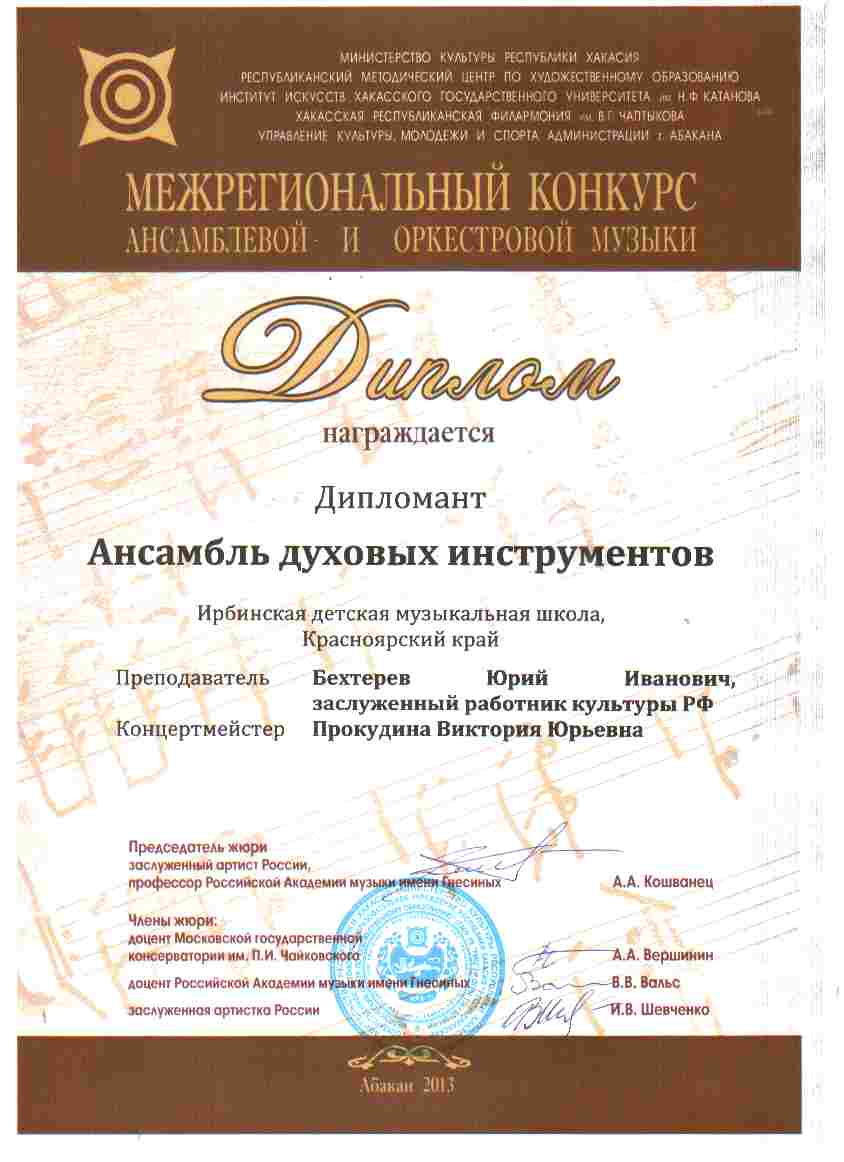 МИНИСТЕРСТВО КУЛЬТУРЫ РЕСПУБЛИКИ ХАКАСИЯ
РЕСПУБЛИКАНСКИЙ МЕТОДИЧЕСКИЙ ЦЕНТР ПО ХУДОЖЕСТВЕННОМУ ОБРАЗОВАНИЮ
ИНСТИТУТ ИСКУССТВ ХАКАССКОГО ГОСУДАРСТВЕННОГО УНИВЕРСИТЕТА им. Н.Ф. КАТАНОВА
ХАКАССКАЯ РЕСПУБЛИКАНСКАЯ ФИЛАРМОНИЯ им. В.Г. ЧАПТЫКОВА
УПРАВЛЕНИЕ КУЛЬТУРЫ, МОЛОДЕЖИ И СПОРТА АДМИНИСТРАЦИИ г. АБАКАНА
МЕЖРЕГИОНАЛЬНЫЙ КОНКУРС
АНСАМБЛЕВОЙ И ОРКЕСТРОВОЙ МУЗЫКИ
Диплом
награждается
Дипломант
Ансамбль духовых инструментов
Ирбинская детская музыкальная школа,
Красноярский край
Преподаватель Бехтерев Юрий Иванович,
заслуженный работник культуры РФ
Концертмейстер Прокудина Виктория Юрьевна
Председатель жюри
заслуженный артист России,
профессор Российской Академии музыки имени Гнесиных А.А. Кошванец
Члены жюри:
доцент Московской государственной
консерватории им. П.И. Чайковского А.А. Вершинин
доцент Российской Академии музыки имени Гнесиных В.В. Вальс
заслуженная артистка России И.В. Шевченко
Абакан 2013